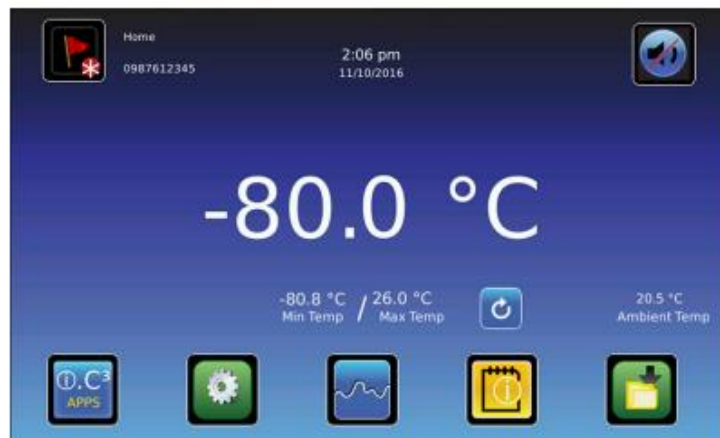 Home
0987612345
2:06 pm
11/10/2016
-80.0 °C
-80.8 °C / 26.0 °C
Min Temp Max Temp
20.5 °C
Ambient Temp
i.C³
APPS
i